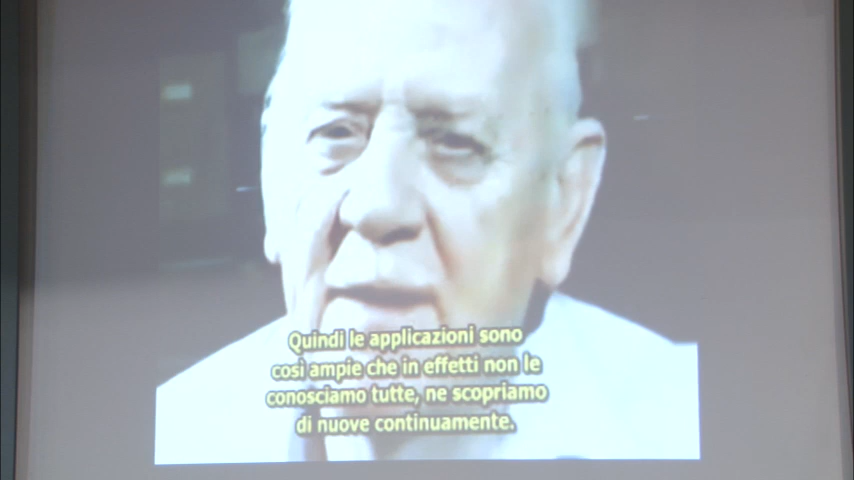 Quindi le applicazioni sono
così ampie che in effetti non le
conosciamo tutte, ne scopriamo
di nuove continuamente.